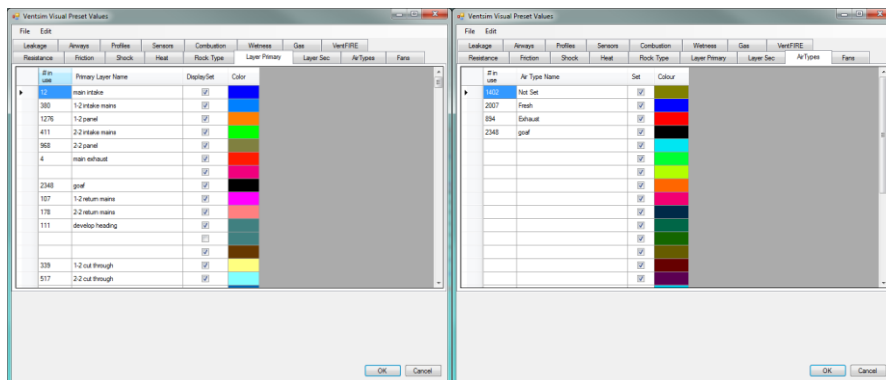 Ventsim Visual Preset Values
File Edit
Leakage Airways Profiles Sensors Combustion Wetness Gas VentFIRE
Resistance Friction Shock Heat Rock Type Layer Primary Layer Sec AirTypes Fans
# in use Primary Layer Name DisplaySet Color
12 main intake
380 1-2 intake mains
1276 1-2 panel
411 2-2 intake mains
968 2-2 panel
4 main exhaust
2348 goaf
107 1-2 return mains
178 2-2 return mains
111 develop heading
339 1-2 cut through
517 2-2 cut through
OK Cancel
Ventsim Visual Preset Values
File Edit
Leakage Airways Profiles Sensors Combustion Wetness Gas VentFIRE
Resistance Friction Shock Heat Rock Type Layer Primary Layer Sec AirTypes Fans
# in use Air Type Name Set Colour
1402 Not Set
2007 Fresh
894 Exhaust
2348 goaf
OK Cancel